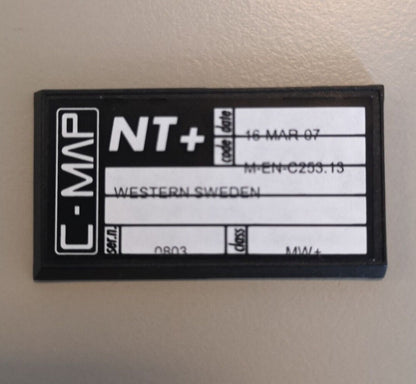 C-MAP
NT+
date
16 MAR 07
code
M-EN-C253.13
WESTERN SWEDEN
ser.n.
0803
class
MW+